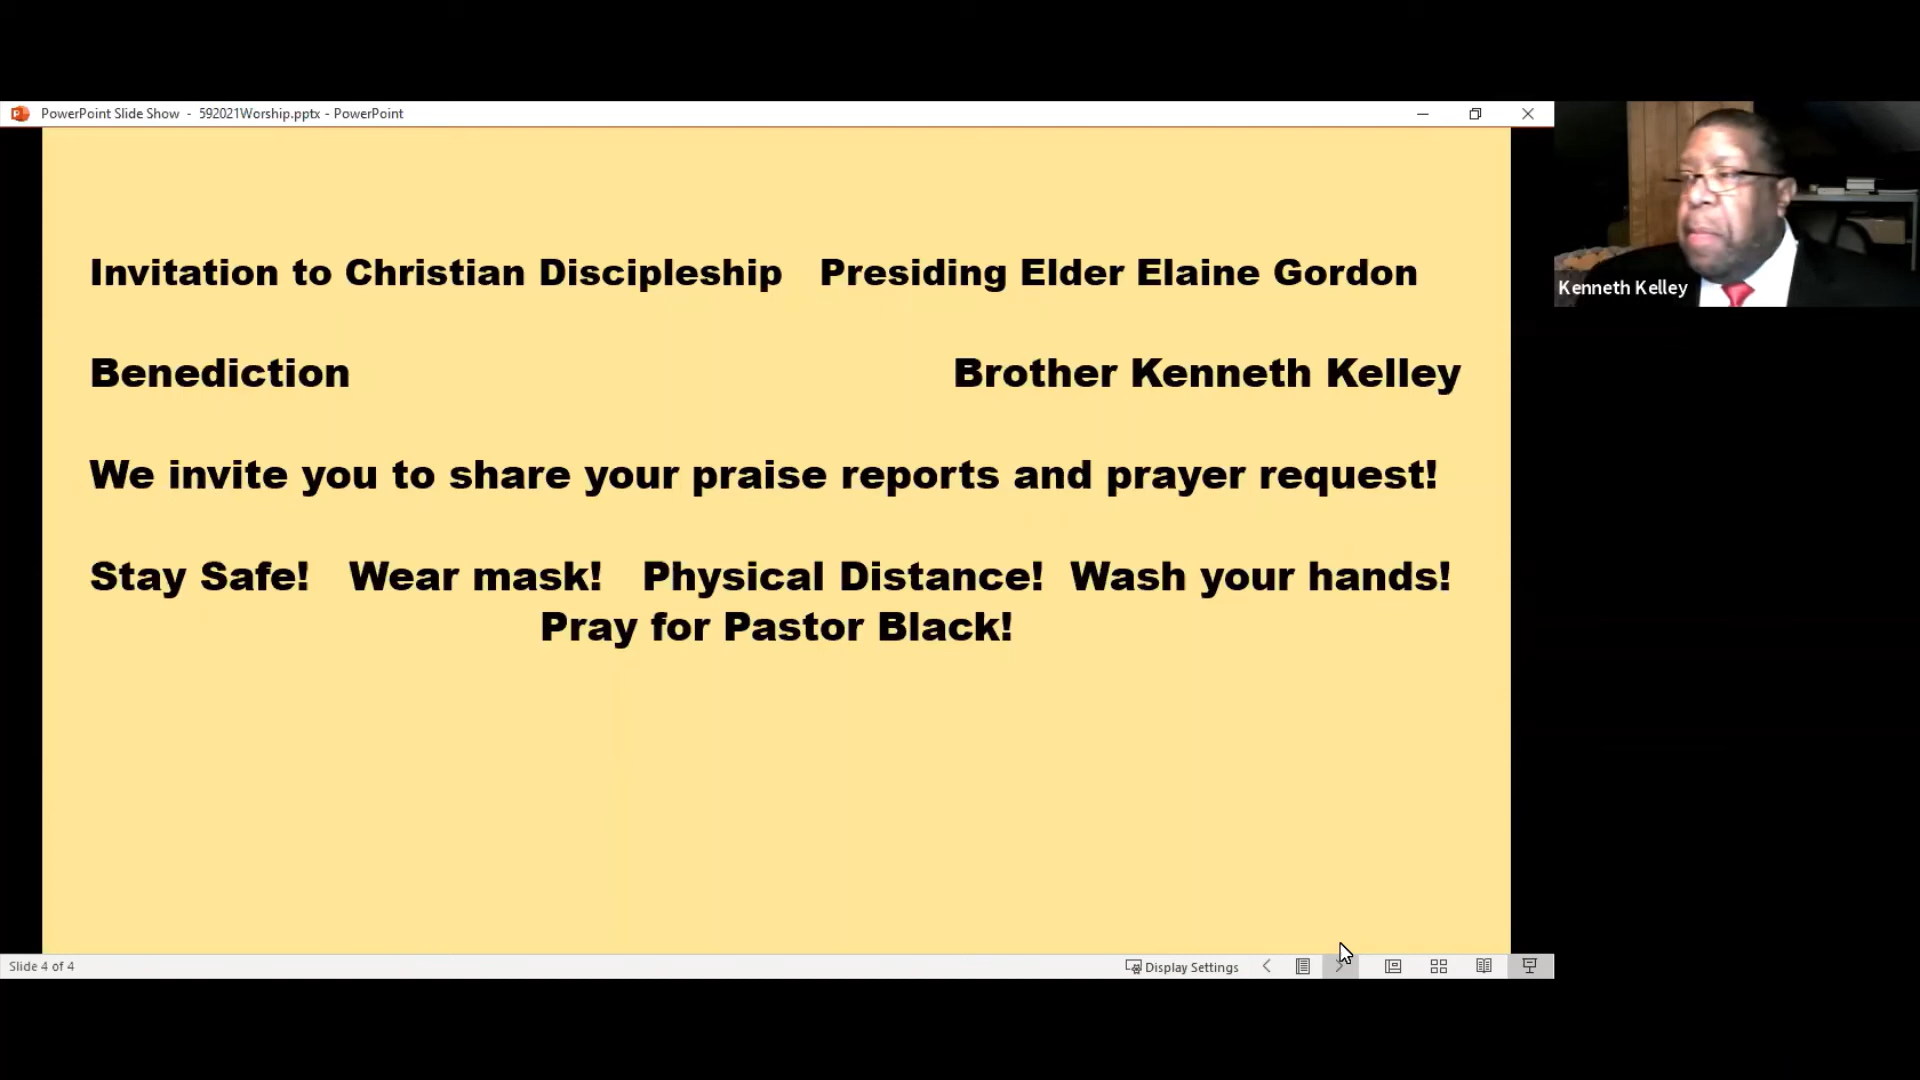 PowerPoint Slide Show - 592021Worship.pptx - PowerPoint
Invitation to Christian Discipleship Presiding Elder Elaine Gordon
Benediction Brother Kenneth Kelley
We invite you to share your praise reports and prayer request!
Stay Safe! Wear mask! Physical Distance! Wash your hands!
Pray for Pastor Black!
Kenneth Kelley
Slide 4 of 4
Display Settings